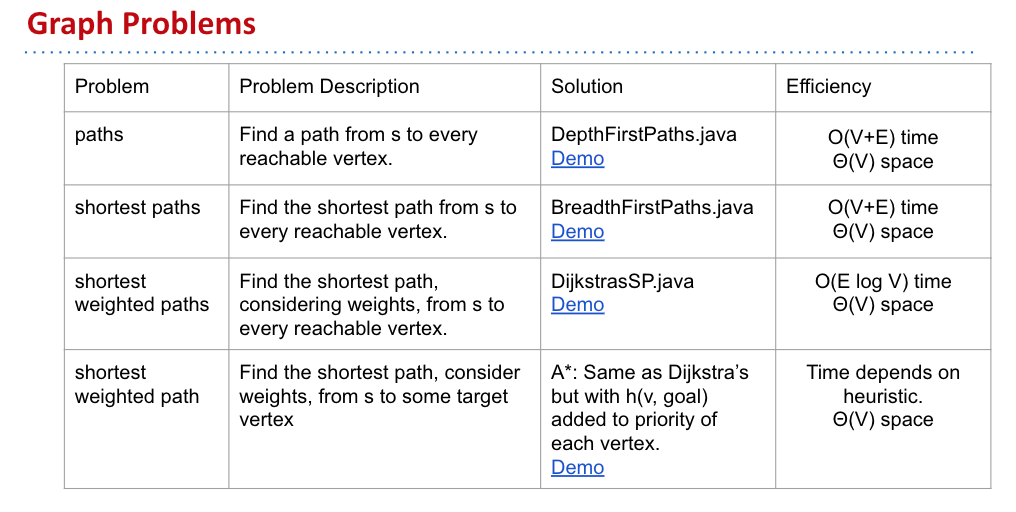 Graph Problems
Problem
Problem Description
Solution
Efficiency
paths
Find a path from s to every
reachable vertex.
DepthFirstPaths.java
Demo
O(V+E) time
Θ(V) space
shortest paths
Find the shortest path from s to
every reachable vertex.
BreadthFirstPaths.java
Demo
O(V+E) time
Θ(V) space
shortest
weighted paths
Find the shortest path,
considering weights, from s to
every reachable vertex.
DijkstrasSP.java
Demo
O(E log V) time
Θ(V) space
shortest
weighted path
Find the shortest path, consider
weights, from s to some target
vertex
A*: Same as Dijkstra’s
but with h(v, goal)
added to priority of
each vertex.
Demo
Time depends on
heuristic.
Θ(V) space